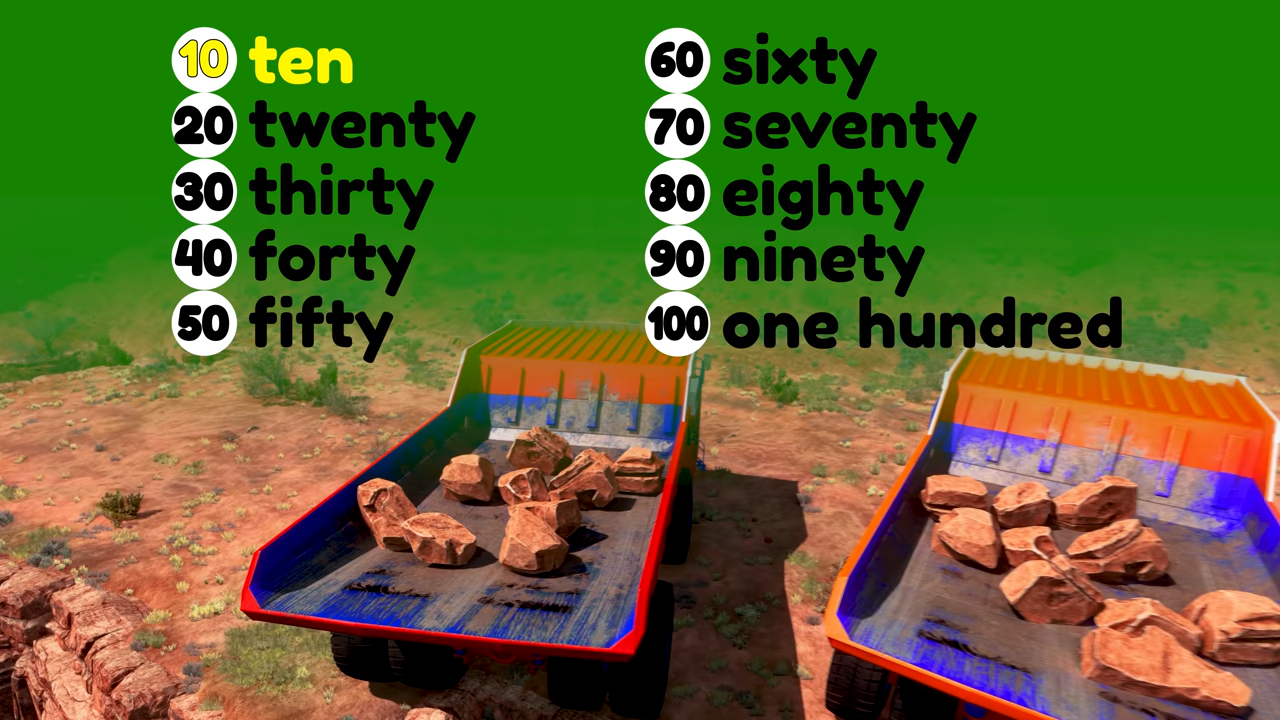 10 ten
20 twenty
30 thirty
40 forty
50 fifty
60 sixty
70 seventy
80 eighty
90 ninety
100 one hundred